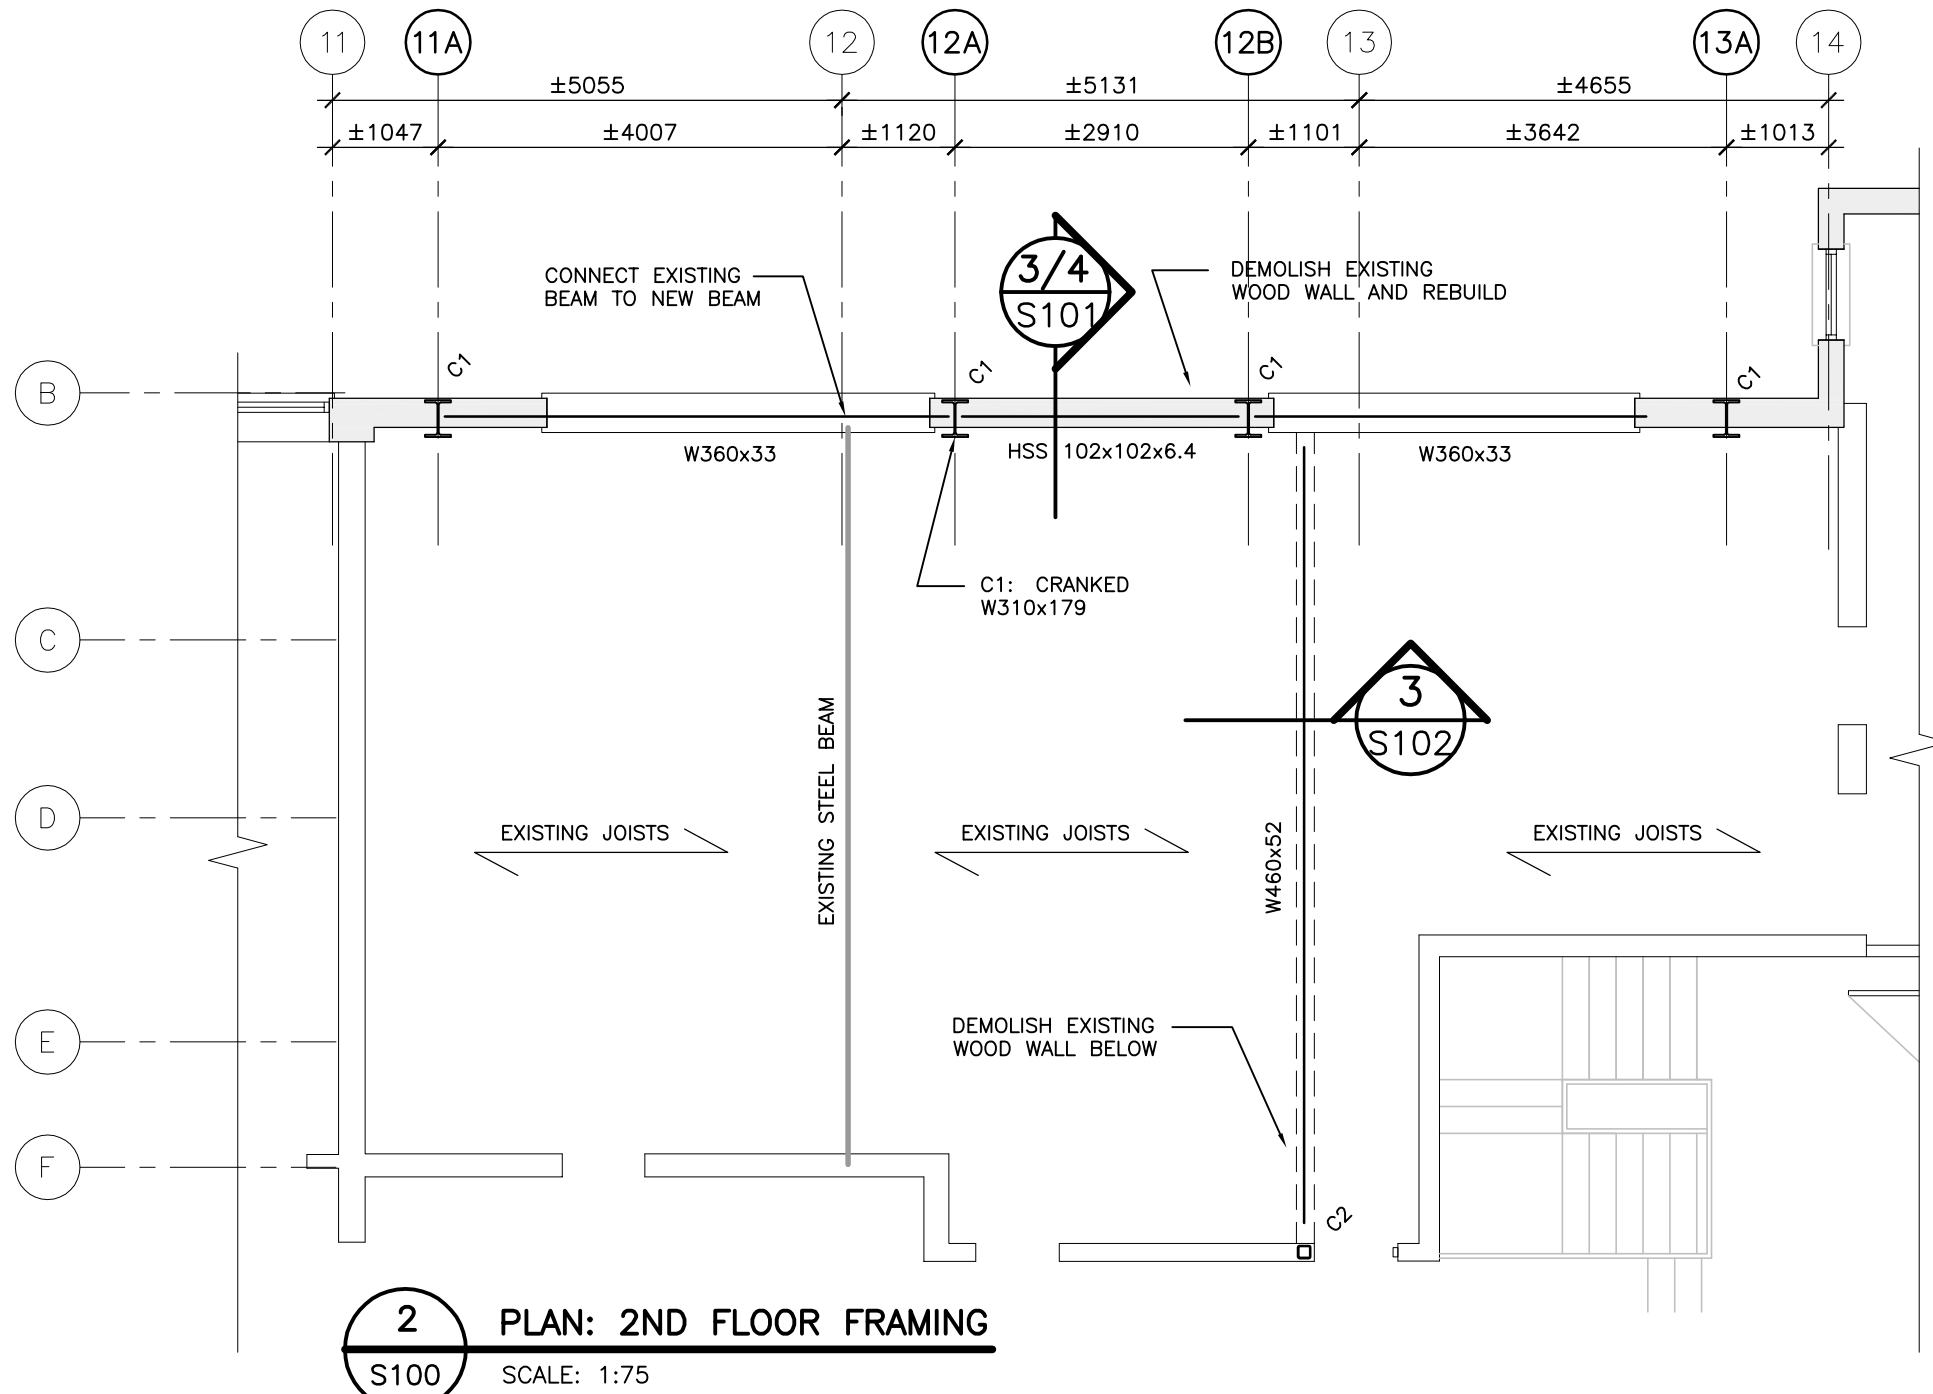 11 11A 12 12A 12B 13 13A 14
±5055 ±5131 ±4655
±1047 ±4007 ±1120 ±2910 ±1101 ±3642 ±1013
CONNECT EXISTING
BEAM TO NEW BEAM
3/4
S101
DEMOLISH EXISTING
WOOD WALL AND REBUILD
B
C1 C1 C1 C1
W360x33 HSS 102x102x6.4 W360x33
C1: CRANKED
W310x179
C
3
S102
EXISTING STEEL BEAM
D
EXISTING JOISTS EXISTING JOISTS EXISTING JOISTS
W460x52
E
DEMOLISH EXISTING
WOOD WALL BELOW
F
C2
2
S100
PLAN: 2ND FLOOR FRAMING
SCALE: 1:75